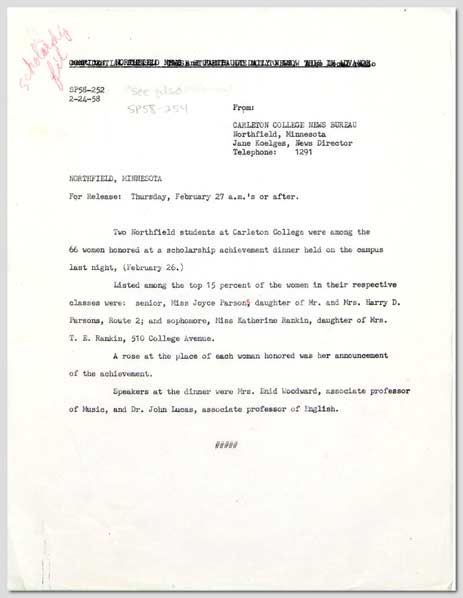 scholarship
file
NORTHFIELD NEWS
SP58-252
2-24-58
"see also
SP58-254
From:
CARLETON COLLEGE NEWS BUREAU
Northfield, Minnesota
Jane Koelges, News Director
Telephone: 1291
NORTHFIELD, MINNESOTA
For Release: Thursday, February 27 a.m.'s or after.
Two Northfield students at Carleton College were among the
66 women honored at a scholarship achievement dinner held on the campus
last night, (February 26.)
Listed among the top 15 percent of the women in their respective
classes were: senior, Miss Joyce Parsons, daughter of Mr. and Mrs. Harry D.
Parsons, Route 2; and sophomore, Miss Katherine Rankin, daughter of Mrs.
T. E. Rankin, 510 College Avenue.
A rose at the place of each woman honored was her announcement
of the achievement.
Speakers at the dinner were Mrs. Enid Woodward, associate professor
of Music, and Dr. John Lucas, associate professor of English.
#####